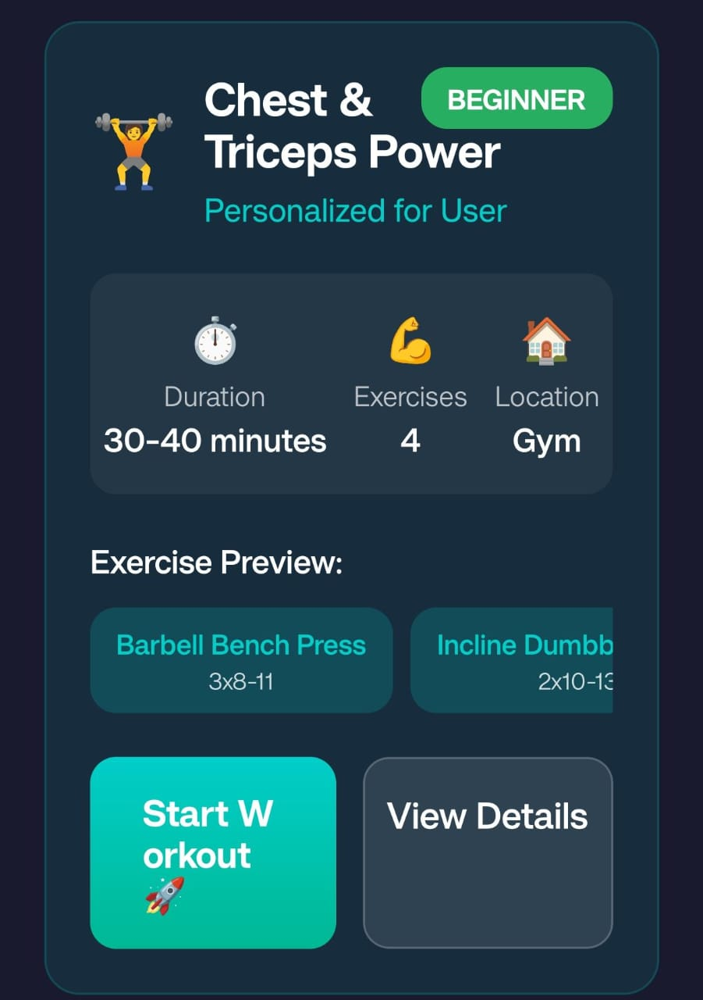 Chest &
BEGINNER
Triceps Power
Personalized for User
Duration
Exercises
Location
30-40 minutes
4
Gym
Exercise Preview:
Barbell Bench Press
Incline Dumbb
3x8-11
2x10-13
Start W
orkout
View Details